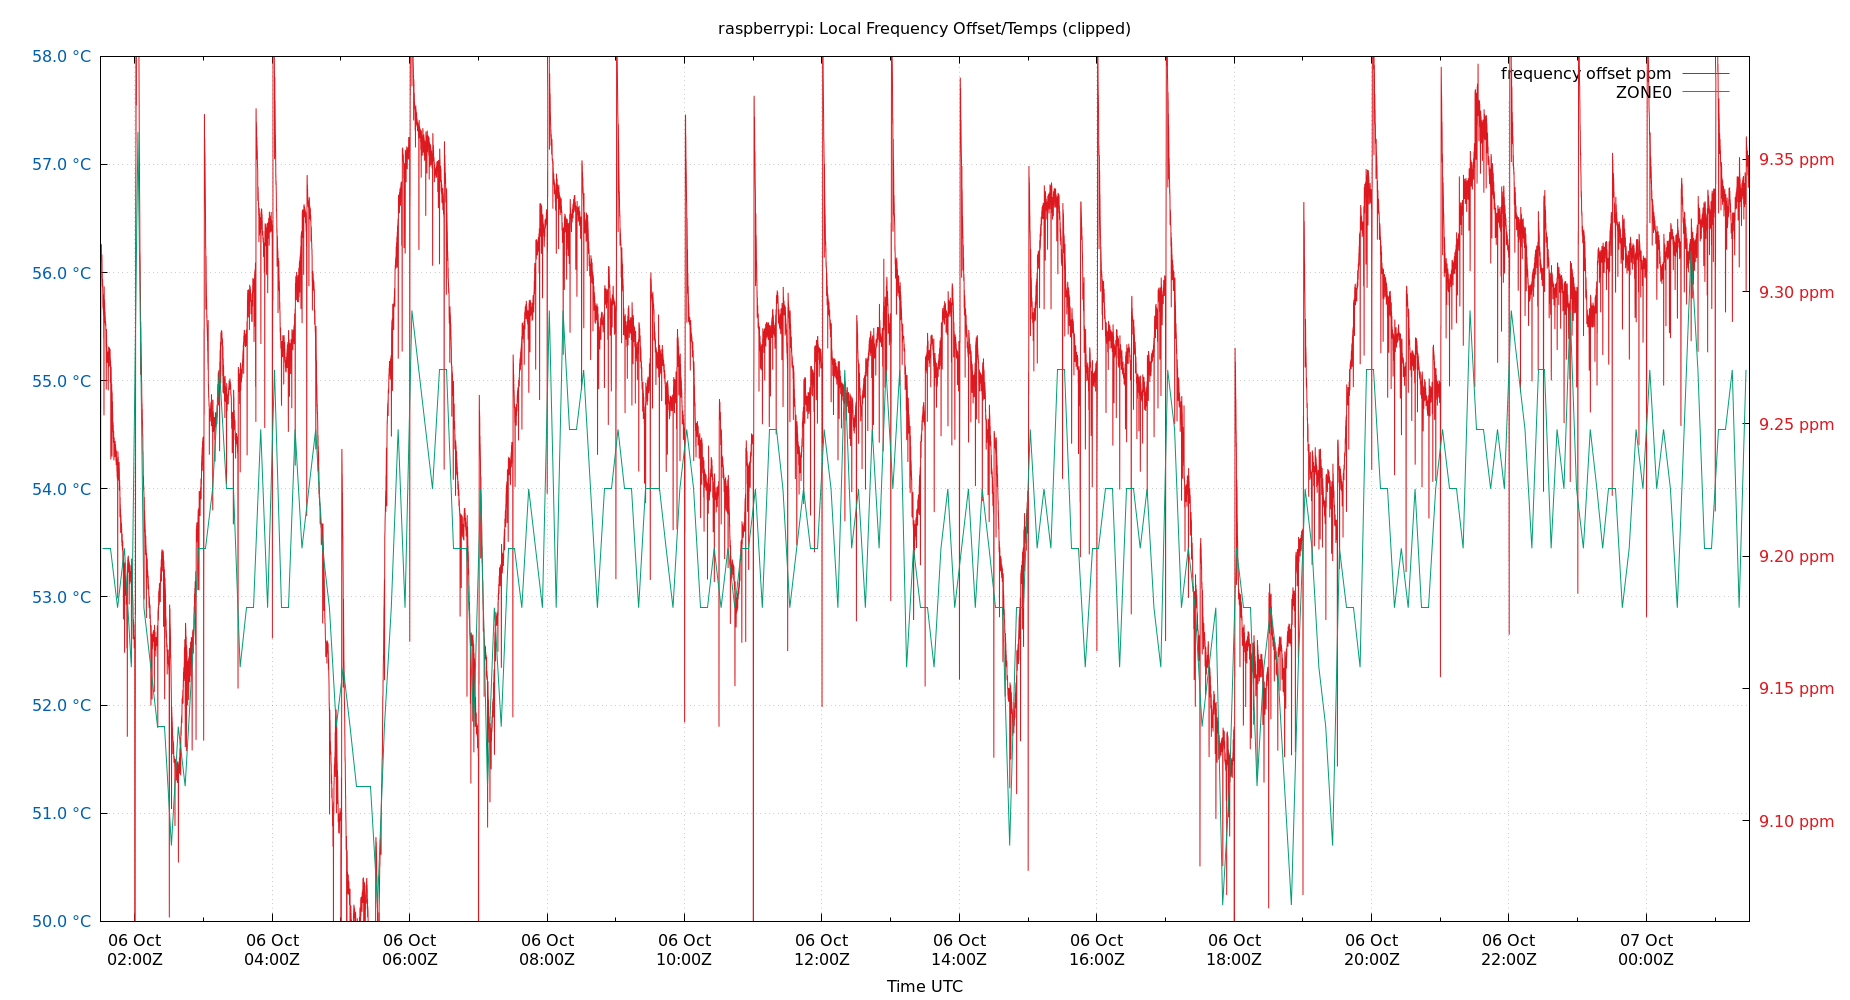 raspberrypi: Local Frequency Offset/Temps (clipped)
58.0 °C
57.0 °C
56.0 °C
55.0 °C
54.0 °C
53.0 °C
52.0 °C
51.0 °C
50.0 °C
frequency offset ppm
ZONE0
9.35 ppm
9.30 ppm
9.25 ppm
9.20 ppm
9.15 ppm
9.10 ppm
06 Oct 06 Oct 06 Oct 06 Oct 06 Oct 06 Oct 06 Oct 06 Oct 06 Oct 06 Oct 06 Oct 07 Oct
02:00Z 04:00Z 06:00Z 08:00Z 10:00Z 12:00Z 14:00Z 16:00Z 18:00Z 20:00Z 22:00Z 00:00Z
Time UTC